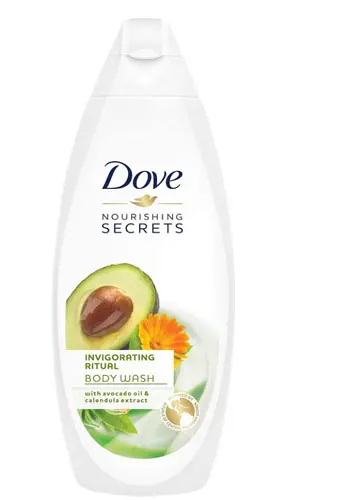 Dove
NOURISHING
SECRETS
INVIGORATING
RITUAL
BODY WASH
with avocado oil &
calendula extract